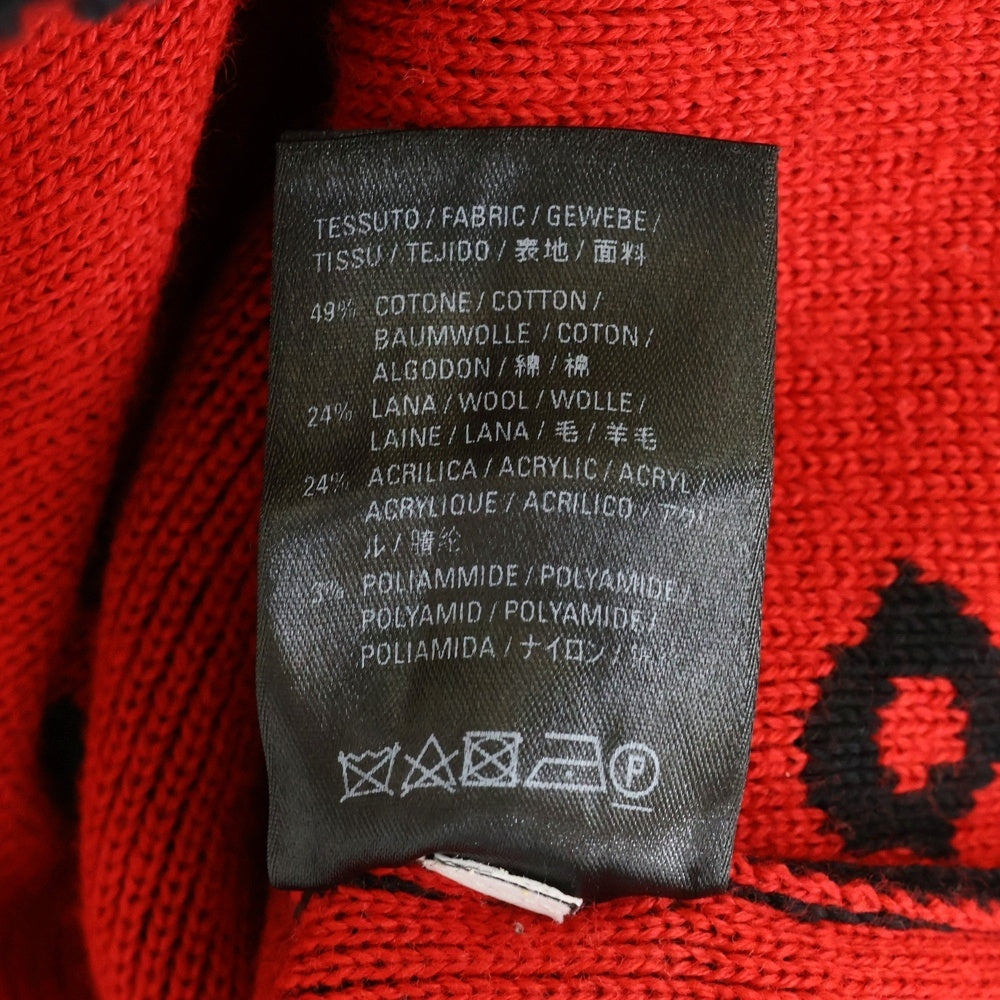 TESSUTO / FABRIC / GEWEBE /
TISSU / TEJIDO / 表地 / 面料
49% COTONE / COTTON /
BAUMWOLLE / COTON /
ALGODON / 綿 / 棉
24% LANA / WOOL / WOLLE /
LAINE / LANA / 毛 / 羊毛
24% ACRILICA / ACRYLIC / ACRYL /
ACRYLIQUE / ACRILICO / アクリ
ル / 腈纶
3% POLIAMMIDE / POLYAMIDE /
POLYAMID / POLYAMIDE /
POLIAMIDA / ナイロン /
P